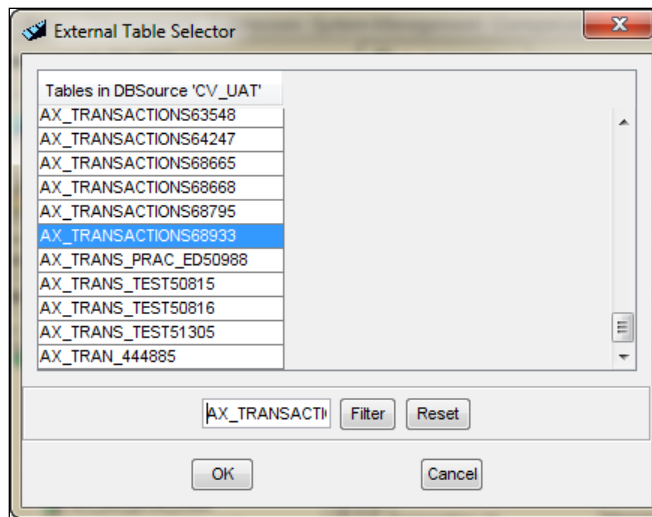 External Table Selector
Tables in DBSource 'CV_UAT'
AX_TRANSACTIONS63548
AX_TRANSACTIONS64247
AX_TRANSACTIONS68665
AX_TRANSACTIONS68668
AX_TRANSACTIONS68795
AX_TRANSACTIONS68933
AX_TRANS_PRAC_ED50988
AX_TRANS_TEST50815
AX_TRANS_TEST50816
AX_TRANS_TEST51305
AX_TRAN_444885
AX_TRANSACTI Filter Reset
OK Cancel